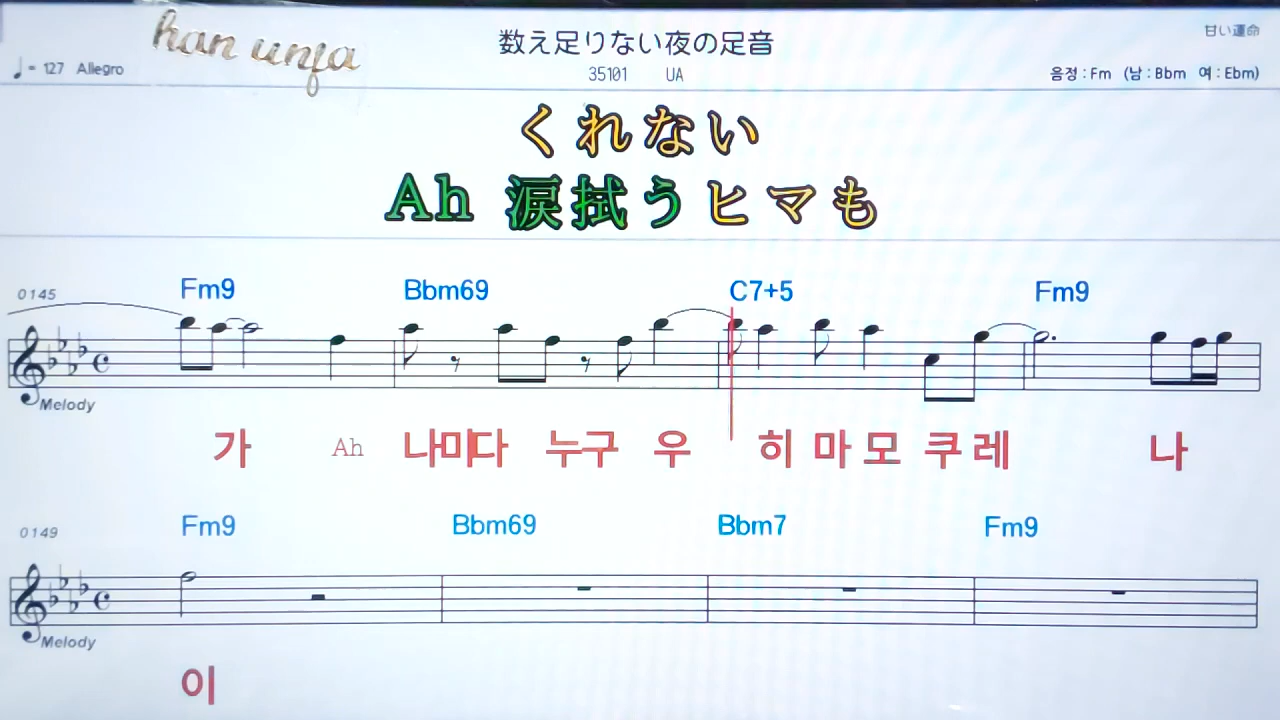 han unfa
数え足りない夜の足音
甘い運命
♩= 127 Allegro
35101 UA
음정 : Fm (남 : Bbm 여 : Ebm)
くれない
Ah 涙拭うヒマも
0145 Fm9 Bbm69 C7+5 Fm9
Melody
가 Ah 나미다 누구 우 히 마 모 쿠 레 나
0149 Fm9 Bbm69 Bbm7 Fm9
Melody
이